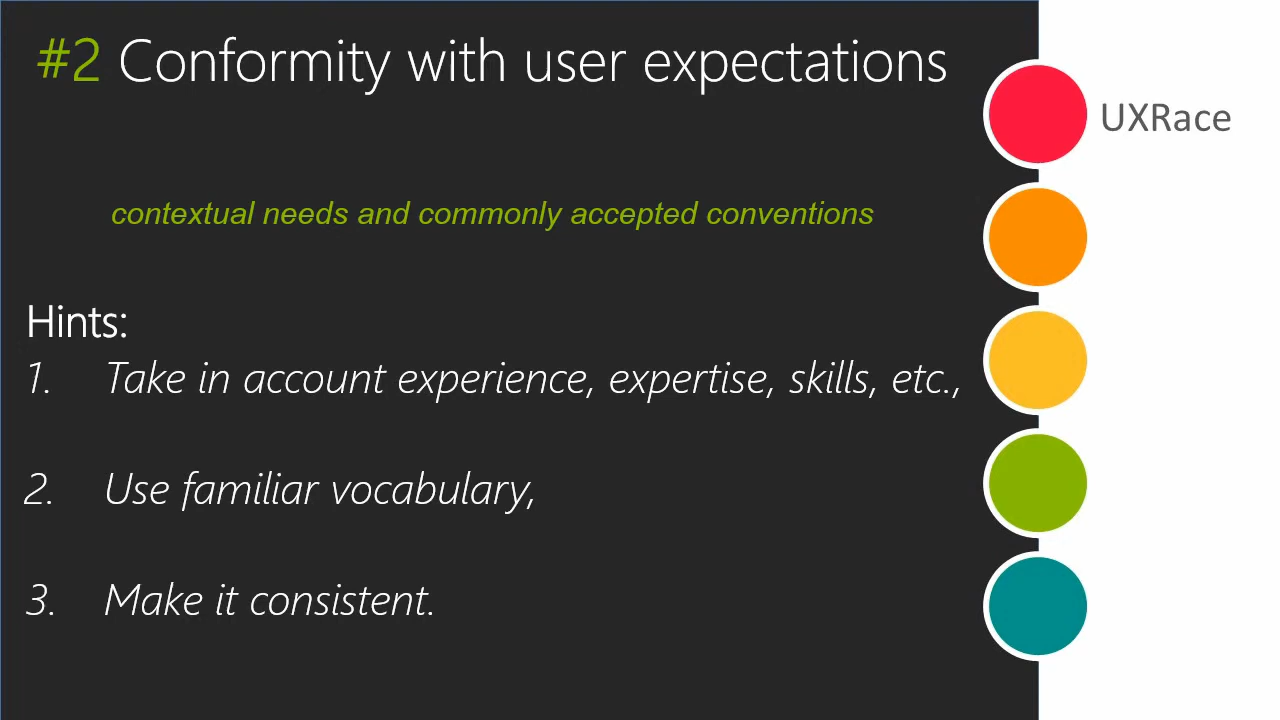 #2 Conformity with user expectations
UXRace
contextual needs and commonly accepted conventions
Hints:
1. Take in account experience, expertise, skills, etc.,
2. Use familiar vocabulary,
3. Make it consistent.